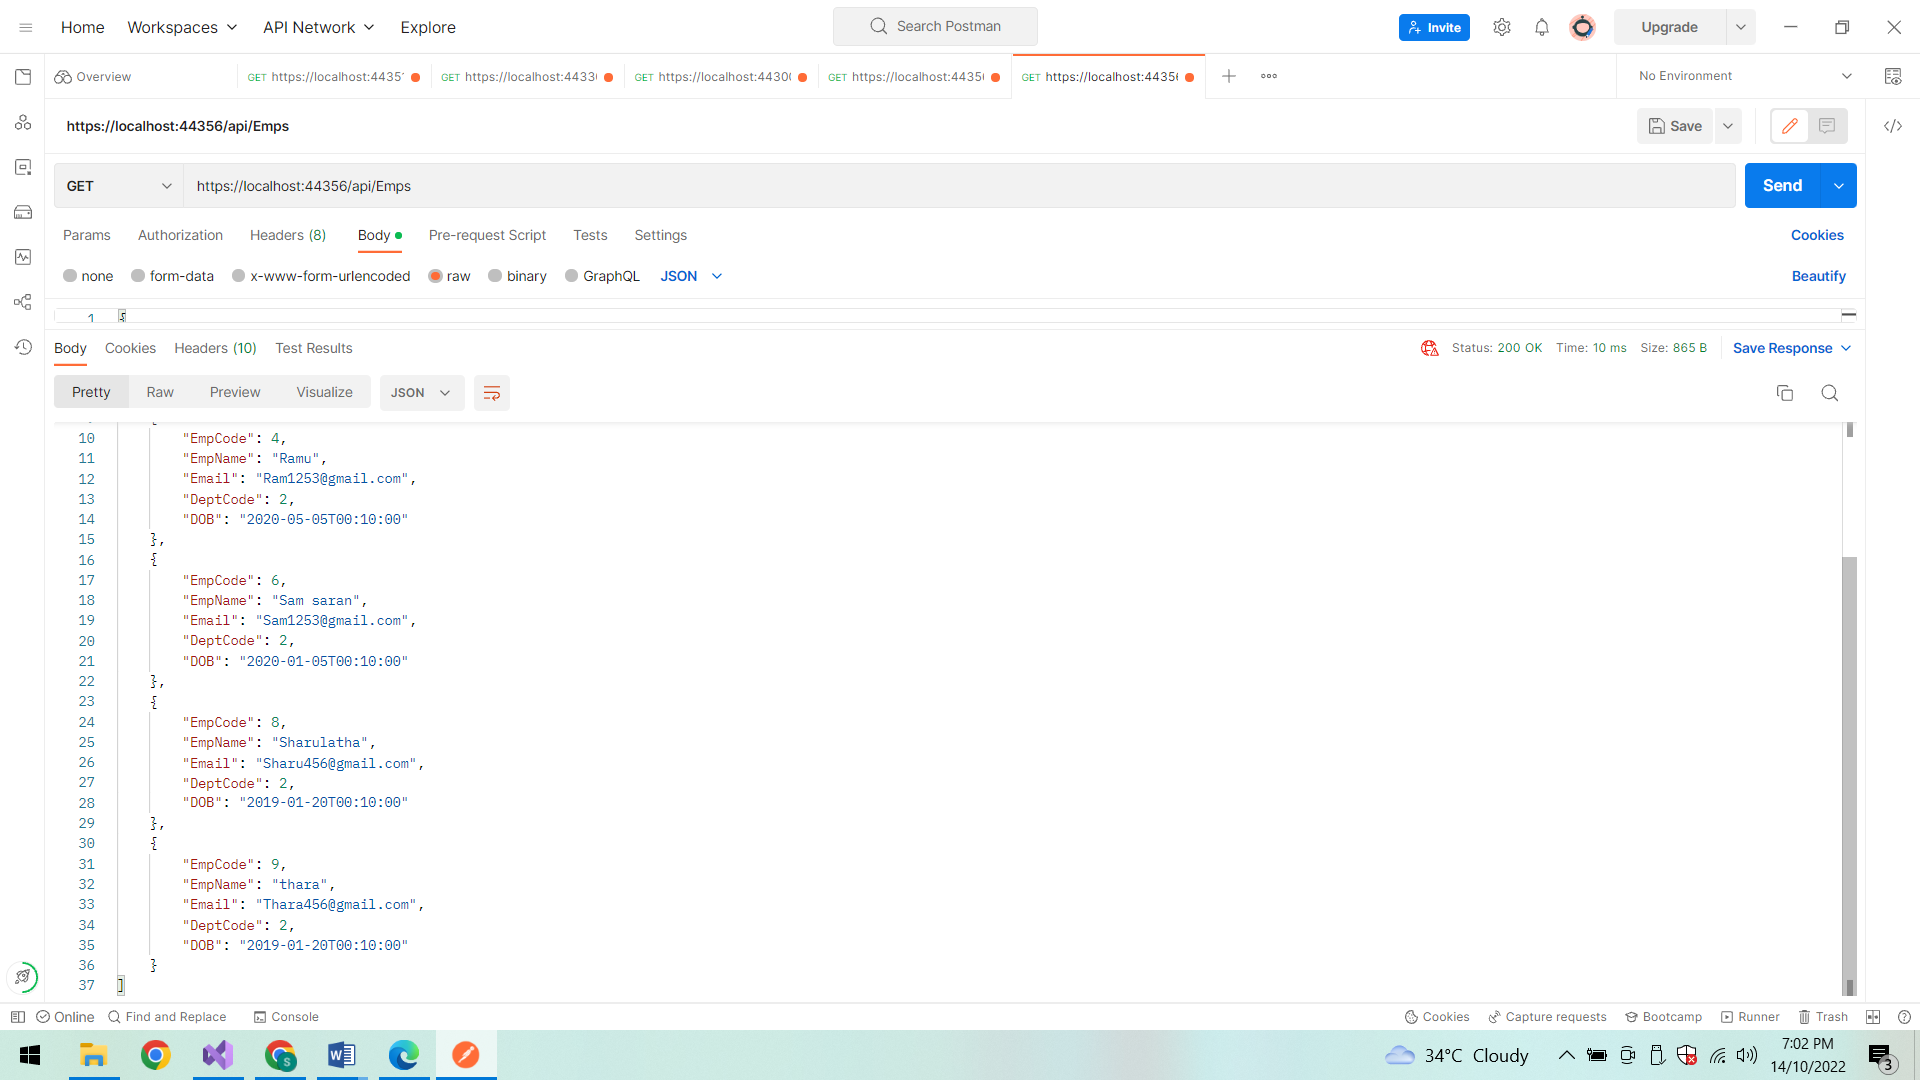 Home Workspaces API Network Explore Search Postman Invite Upgrade
Overview GET https://localhost:4435 GET https://localhost:4433 GET https://localhost:4430 GET https://localhost:4435 GET https://localhost:4435 No Environment
https://localhost:44356/api/Emps Save
GET https://localhost:44356/api/Emps Send
Params Authorization Headers (8) Body Pre-request Script Tests Settings Cookies
none form-data x-www-form-urlencoded raw binary GraphQL JSON Beautify
1 {
Body Cookies Headers (10) Test Results Status: 200 OK Time: 10 ms Size: 865 B Save Response
Pretty Raw Preview Visualize JSON
10 "EmpCode": 4,
11 "EmpName": "Ramu",
12 "Email": "Ram1253@gmail.com",
13 "DeptCode": 2,
14 "DOB": "2020-05-05T00:10:00"
15 },
16 {
17 "EmpCode": 6,
18 "EmpName": "Sam saran",
19 "Email": "Sam1253@gmail.com",
20 "DeptCode": 2,
21 "DOB": "2020-01-05T00:10:00"
22 },
23 {
24 "EmpCode": 8,
25 "EmpName": "Sharulatha",
26 "Email": "Sharu456@gmail.com",
27 "DeptCode": 2,
28 "DOB": "2019-01-20T00:10:00"
29 },
30 {
31 "EmpCode": 9,
32 "EmpName": "thara",
33 "Email": "Thara456@gmail.com",
34 "DeptCode": 2,
35 "DOB": "2019-01-20T00:10:00"
36 }
37 ]
Online Find and Replace Console Cookies Capture requests Bootcamp Runner Trash
34°C Cloudy 7:02 PM
14/10/2022 3